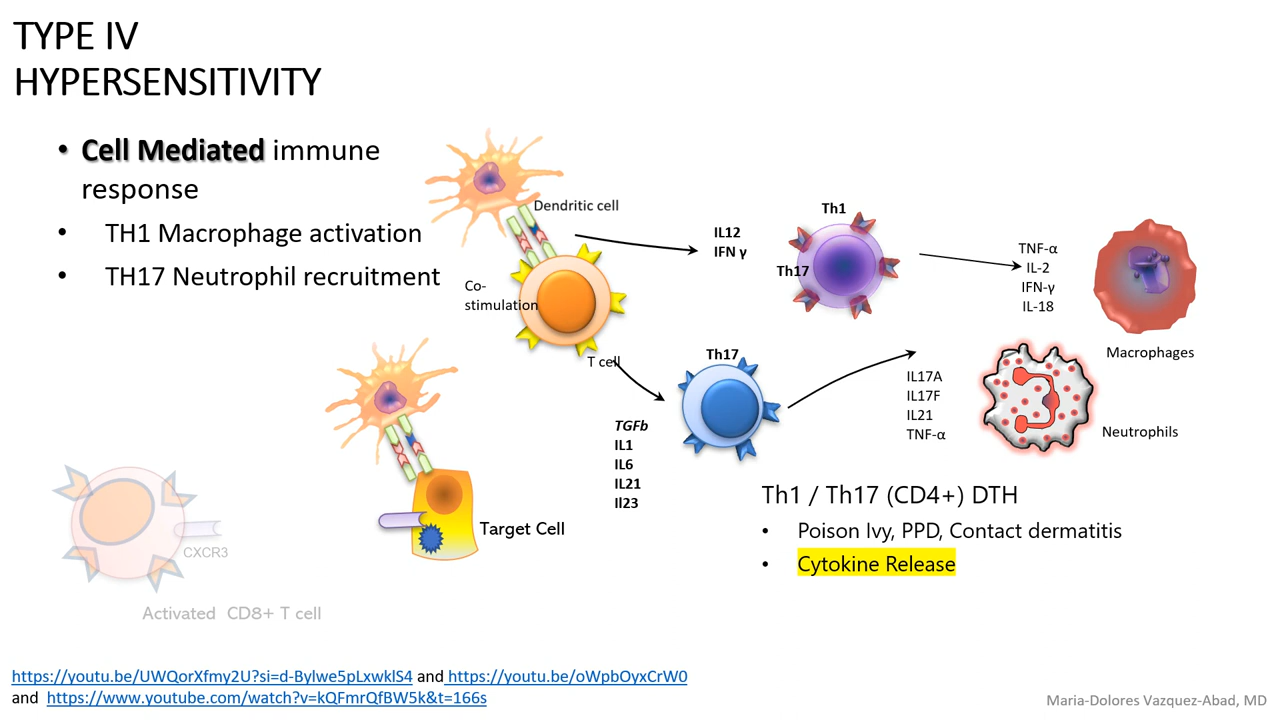 TYPE IV
HYPERSENSITIVITY
• Cell Mediated immune
response
• TH1 Macrophage activation
• TH17 Neutrophil recruitment
Dendritic cell
Co-
stimulation
T cell
IL12
IFN γ
Th1
Th17
TNF-α
IL-2
IFN-γ
IL-18
Macrophages
Th17
TGFb
IL1
IL6
IL21
Il23
IL17A
IL17F
IL21
TNF-α
Neutrophils
Target Cell
CXCR3
Activated CD8+ T cell
Th1 / Th17 (CD4+) DTH
• Poison Ivy, PPD, Contact dermatitis
• Cytokine Release
https://youtu.be/UWQorXfmy2U?si=d-Bylwe5pLxwklS4 and https://youtu.be/oWpbOyxCrW0
and https://www.youtube.com/watch?v=kQFmrQfBW5k&t=166s
Maria-Dolores Vazquez-Abad, MD